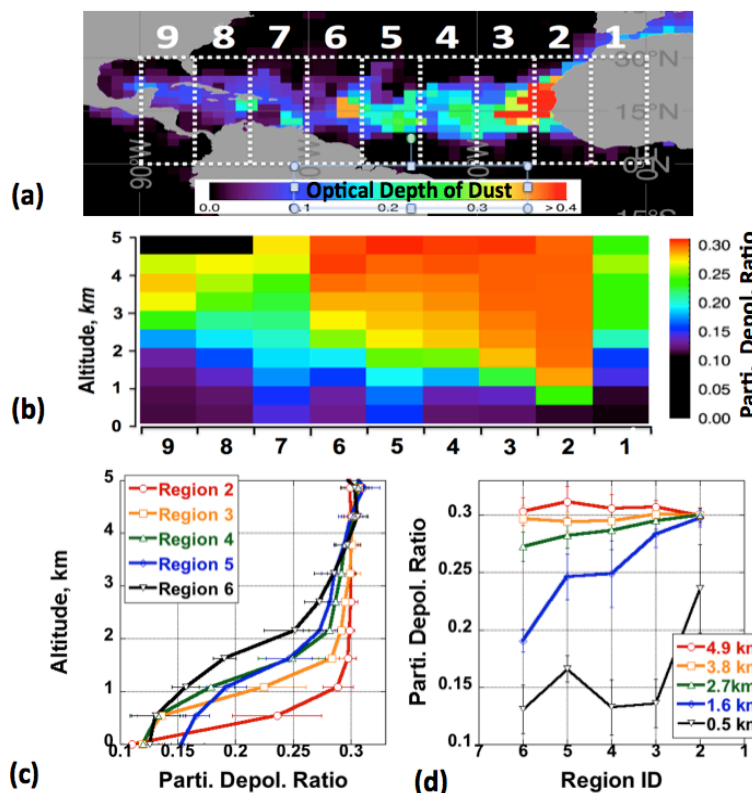 (a)
9 8 7 6 5 4 3 2 1
30°N
15°N
0°N
15°S
90°W
0°
Optical Depth of Dust
0.0 0.1 0.2 0.3 > 0.4
(b)
Altitude, km
5
4
3
2
1
0
9 8 7 6 5 4 3 2 1
0.30
0.25
0.20
0.15
0.10
0.05
0.00
Parti. Depol. Ratio
(c)
Altitude, km
5
4
3
2
1
0
Region 2
Region 3
Region 4
Region 5
Region 6
0.1 0.15 0.2 0.25 0.3
Parti. Depol. Ratio
(d)
Parti. Depol. Ratio
0.3
0.25
0.2
0.15
0.1
4.9 km
3.8 km
2.7km
1.6 km
0.5 km
7 6 5 4 3 2 1
Region ID